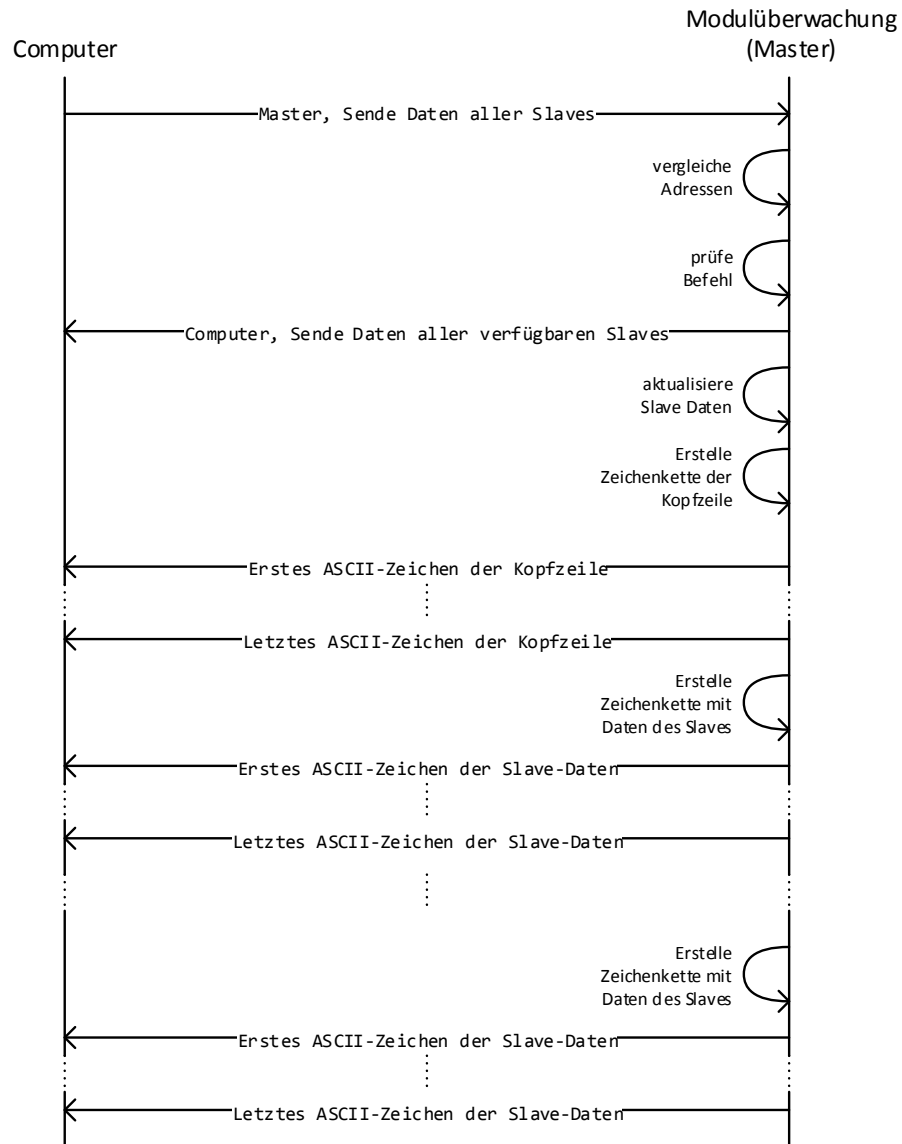 Modulüberwachung
Computer
(Master)
Master, Sende Daten aller Slaves
vergleiche
Adressen
prüfe
Befehl
Computer, Sende Daten aller verfügbaren Slaves
aktualisiere
Slave Daten
Erstelle
Zeichenkette der
Kopfzeile
Erstes ASCII-Zeichen der Kopfzeile
Letztes ASCII-Zeichen der Kopfzeile
Erstelle
Zeichenkette mit
Daten des Slaves
Erstes ASCII-Zeichen der Slave-Daten
Letztes ASCII-Zeichen der Slave-Daten
Erstelle
Zeichenkette mit
Daten des Slaves
Erstes ASCII-Zeichen der Slave-Daten
Letztes ASCII-Zeichen der Slave-Daten